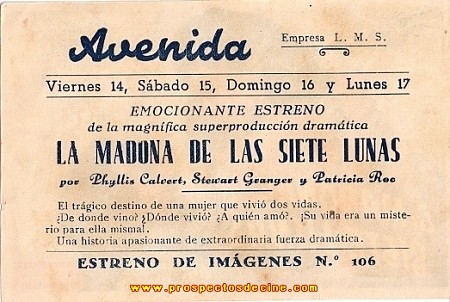 Avenida
Empresa L. M. S.
Viernes 14, Sábado 15, Domingo 16 y Lunes 17
EMOCIONANTE ESTRENO
de la magnífica superproducción dramática
LA MADONA DE LAS SIETE LUNAS
por Phyllis Calvert, Stewart Granger y Patricia Roc
El trágico destino de una mujer que vivió dos vidas.
¿De donde vino? ¿Dónde vivió? ¿A quién amó?. ¡Su vida era un miste-
rio para ella misma!.
Una historia apasionante de extraordinaria fuerza dramática.
ESTRENO DE IMÁGENES N.º 106
www.prospectosdecine.com